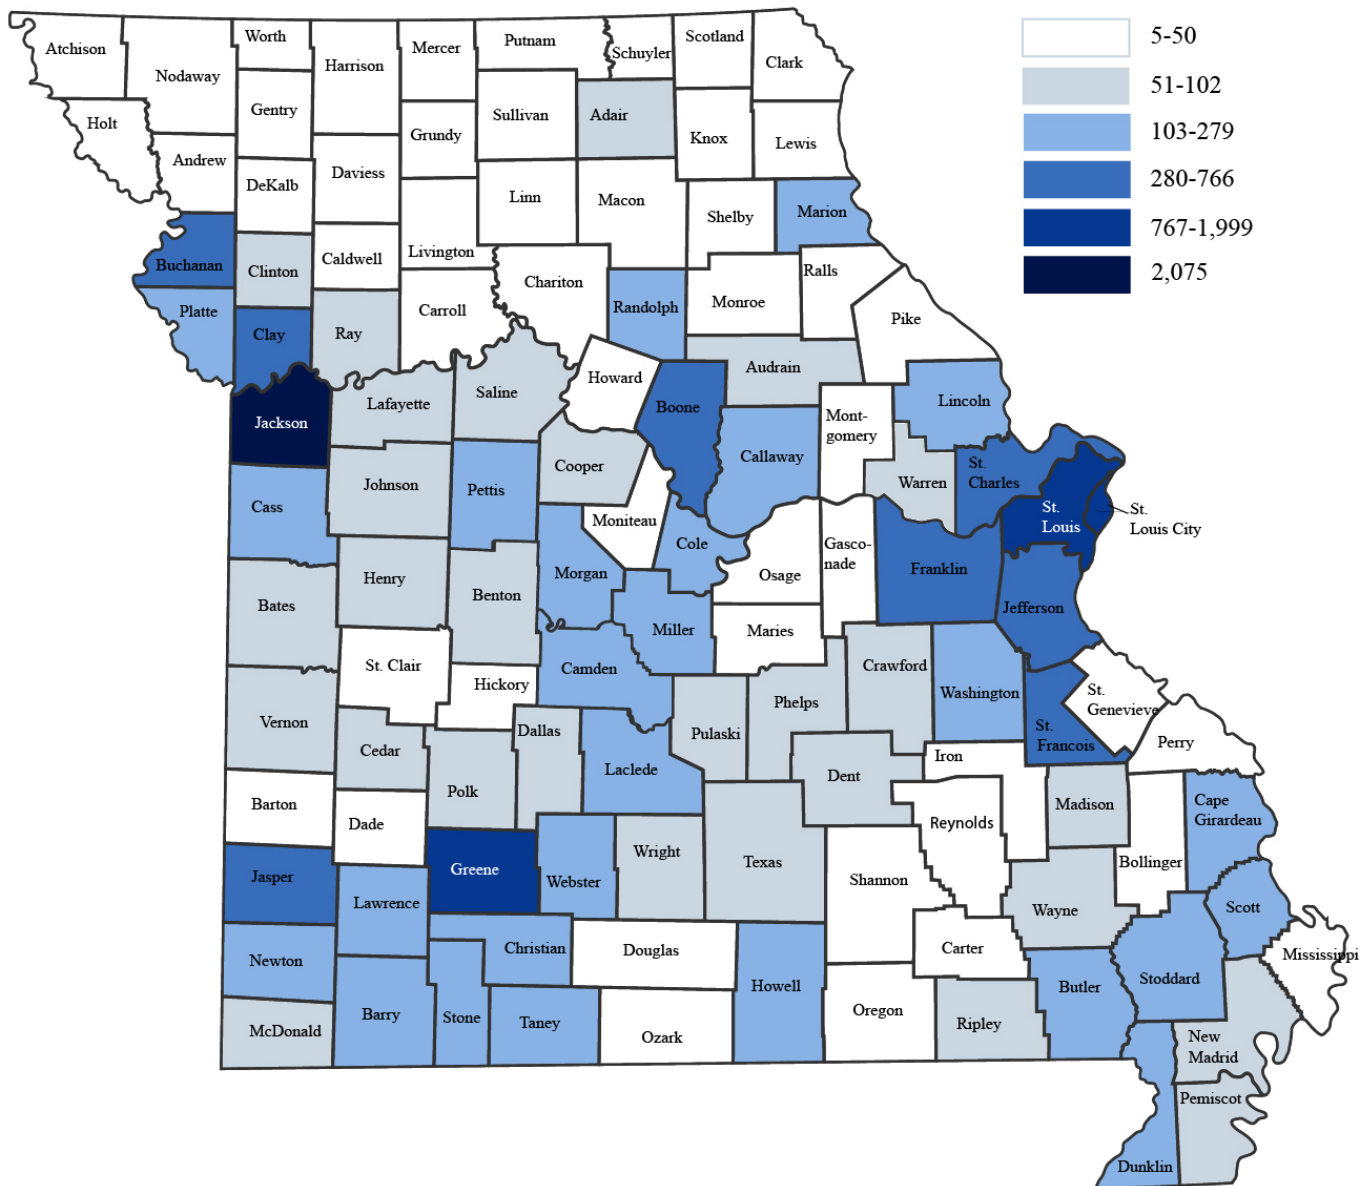 Atchison
Nodaway
Worth
Harrison
Mercer
Putnam
Schuyler
Scotland
Clark
5-50
51-102
103-279
280-766
767-1,999
2,075
Holt
Andrew
Gentry
DeKalb
Daviess
Grundy
Sullivan
Adair
Knox
Lewis
Linn
Macon
Shelby
Marion
Buchanan
Clinton
Caldwell
Livington
Chariton
Randolph
Monroe
Ralls
Pike
Platte
Clay
Ray
Carroll
Howard
Audrain
Jackson
Lafayette
Saline
Boone
Callaway
Mont-
gomery
Lincoln
Cass
Johnson
Pettis
Cooper
Moniteau
Cole
Warren
St.
Charles
St.
Louis
St.
Louis City
Osage
Gasco-
nade
Franklin
Jefferson
Bates
Henry
Benton
Morgan
Miller
Maries
St. Clair
Hickory
Camden
Crawford
Washington
St.
Genevieve
St.
Francois
Perry
Vernon
Cedar
Polk
Dallas
Laclede
Pulaski
Phelps
Dent
Iron
Reynolds
Madison
Bollinger
Cape
Girardeau
Barton
Dade
Greene
Webster
Wright
Texas
Shannon
Jasper
Lawrence
Christian
Douglas
Howell
Carter
Wayne
Scott
Mississippi
Newton
McDonald
Barry
Stone
Taney
Ozark
Oregon
Ripley
Butler
Stoddard
New
Madrid
Pemiscot
Dunklin